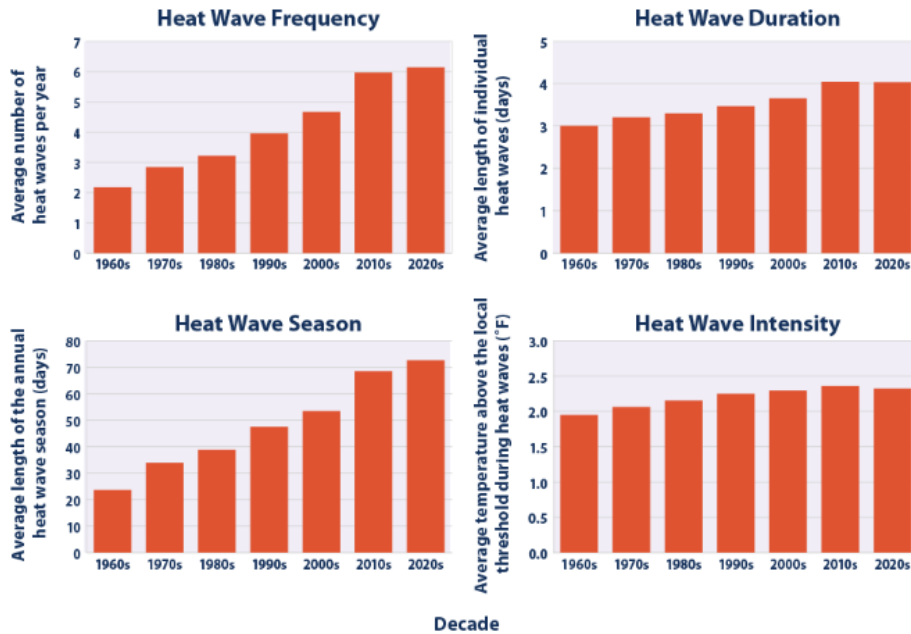 Heat Wave Frequency
Average number of
heat waves per year
7
6
5
4
3
2
1
0
1960s 1970s 1980s 1990s 2000s 2010s 2020s
Heat Wave Duration
Average length of individual
heat waves (days)
5
4
3
2
1
0
1960s 1970s 1980s 1990s 2000s 2010s 2020s
Heat Wave Season
Average length of the annual
heat wave season (days)
80
70
60
50
40
30
20
10
0
1960s 1970s 1980s 1990s 2000s 2010s 2020s
Heat Wave Intensity
Average temperature above the local
threshold during heat waves (˚F)
3.0
2.5
2.0
1.5
1.0
0.5
0.0
1960s 1970s 1980s 1990s 2000s 2010s 2020s
Decade